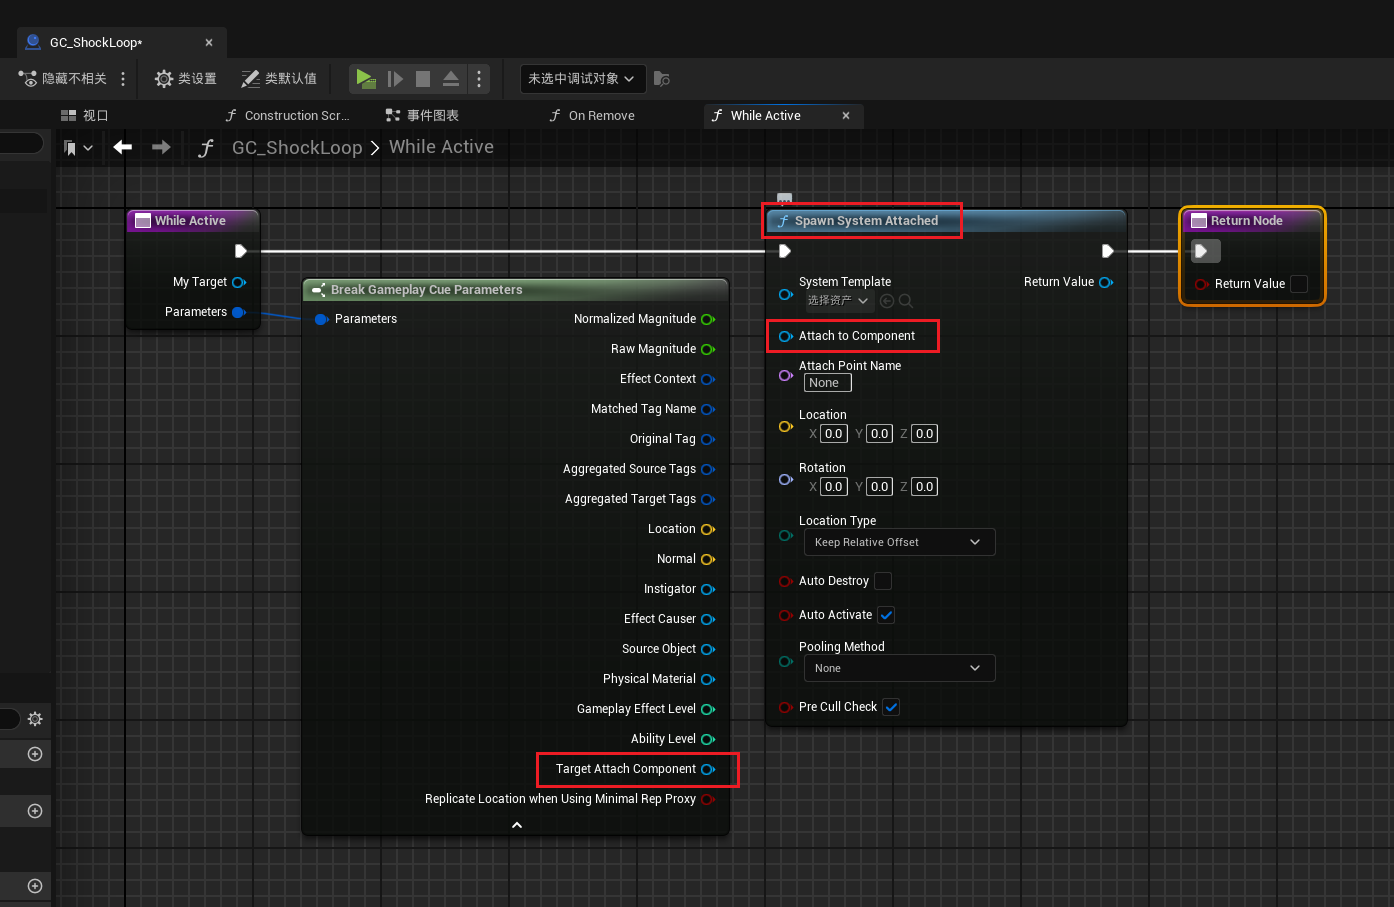 GC_ShockLoop*
隐藏不相关
类设置
类默认值
未选中调试对象
视口
Construction Scr...
事件图表
On Remove
While Active
GC_ShockLoop
While Active
While Active
My Target
Parameters
Break Gameplay Cue Parameters
Parameters
Normalized Magnitude
Raw Magnitude
Effect Context
Matched Tag Name
Original Tag
Aggregated Source Tags
Aggregated Target Tags
Location
Normal
Instigator
Effect Causer
Source Object
Physical Material
Gameplay Effect Level
Ability Level
Target Attach Component
Replicate Location when Using Minimal Rep Proxy
Spawn System Attached
System Template
Return Value
选择资产
Attach to Component
Attach Point Name
None
Location
X 0.0 Y 0.0 Z 0.0
Rotation
X 0.0 Y 0.0 Z 0.0
Location Type
Keep Relative Offset
Auto Destroy
Auto Activate
Pooling Method
None
Pre Cull Check
Return Node
Return Value